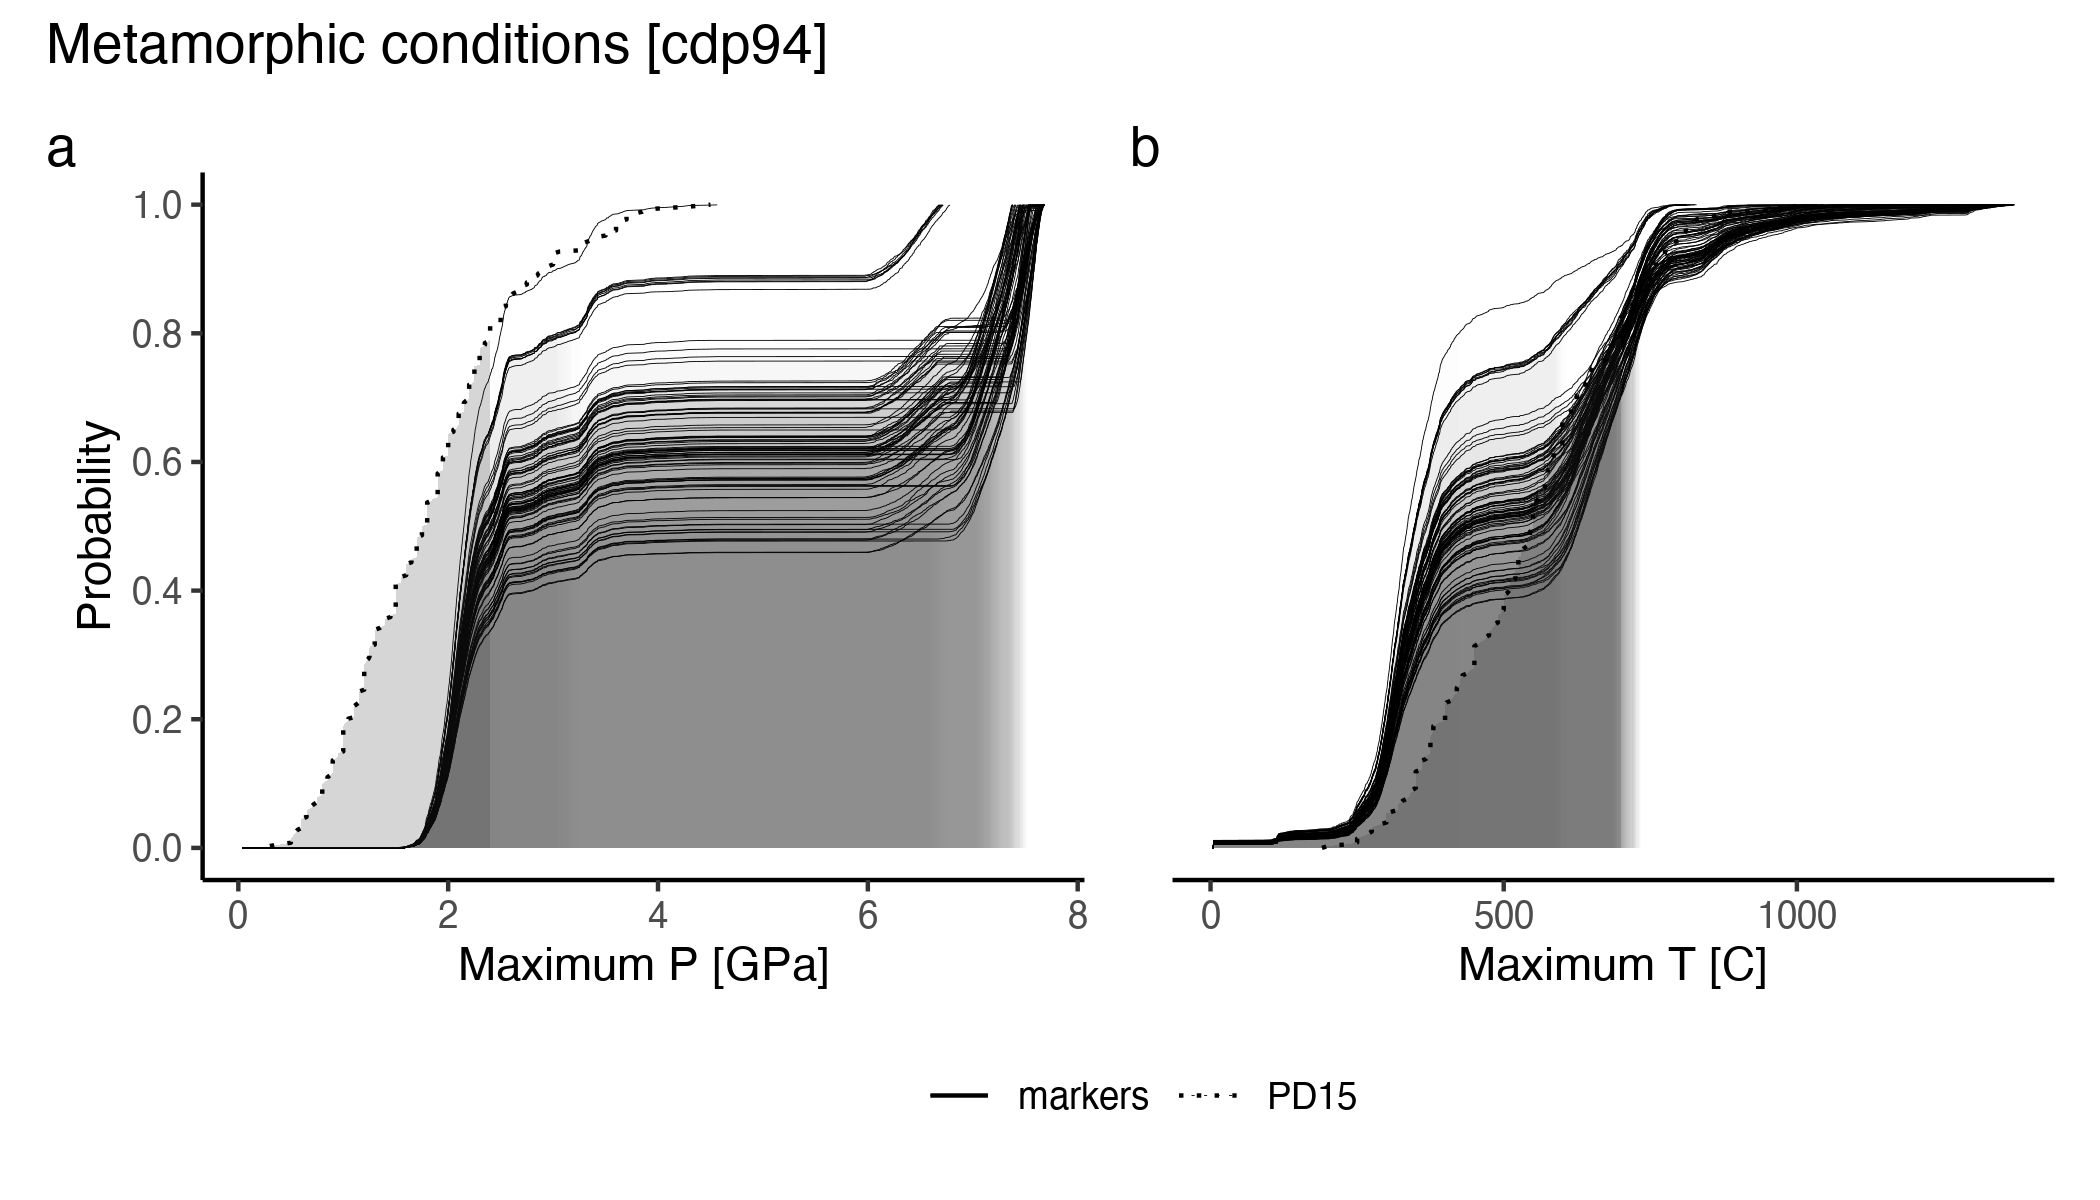 Metamorphic conditions [cdp94]
a
b
Probability
1.0
0.8
0.6
0.4
0.2
0.0
0 2 4 6 8
Maximum P [GPa]
0 500 1000
Maximum T [C]
markers PD15